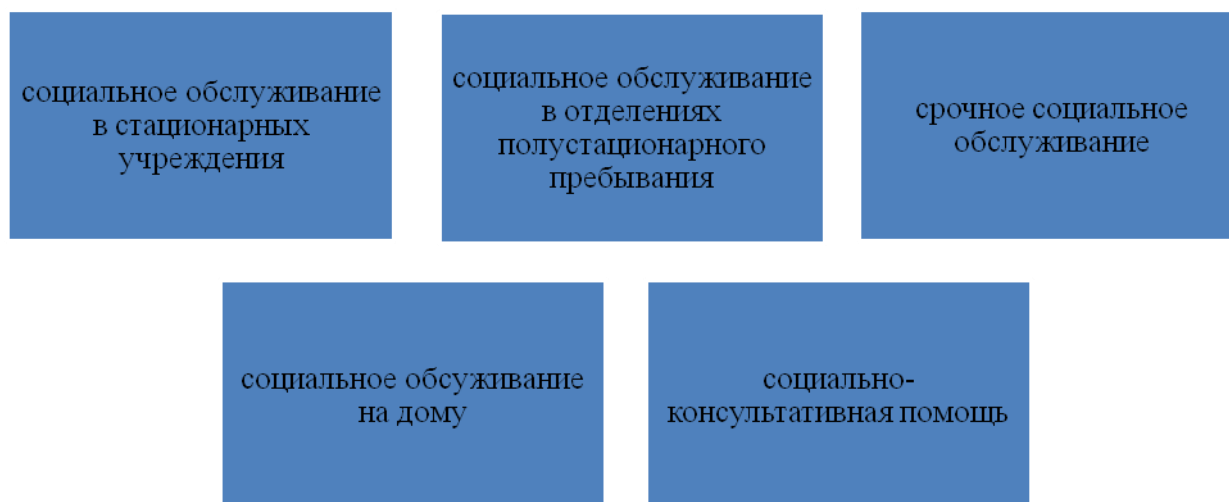 социальное обслуживание
в стационарных
учреждения
социальное обслуживание
в отделениях
полустационарного
пребывания
срочное социальное
обслуживание
социальное обсуживание
на дому
социально-
консультативная помощь